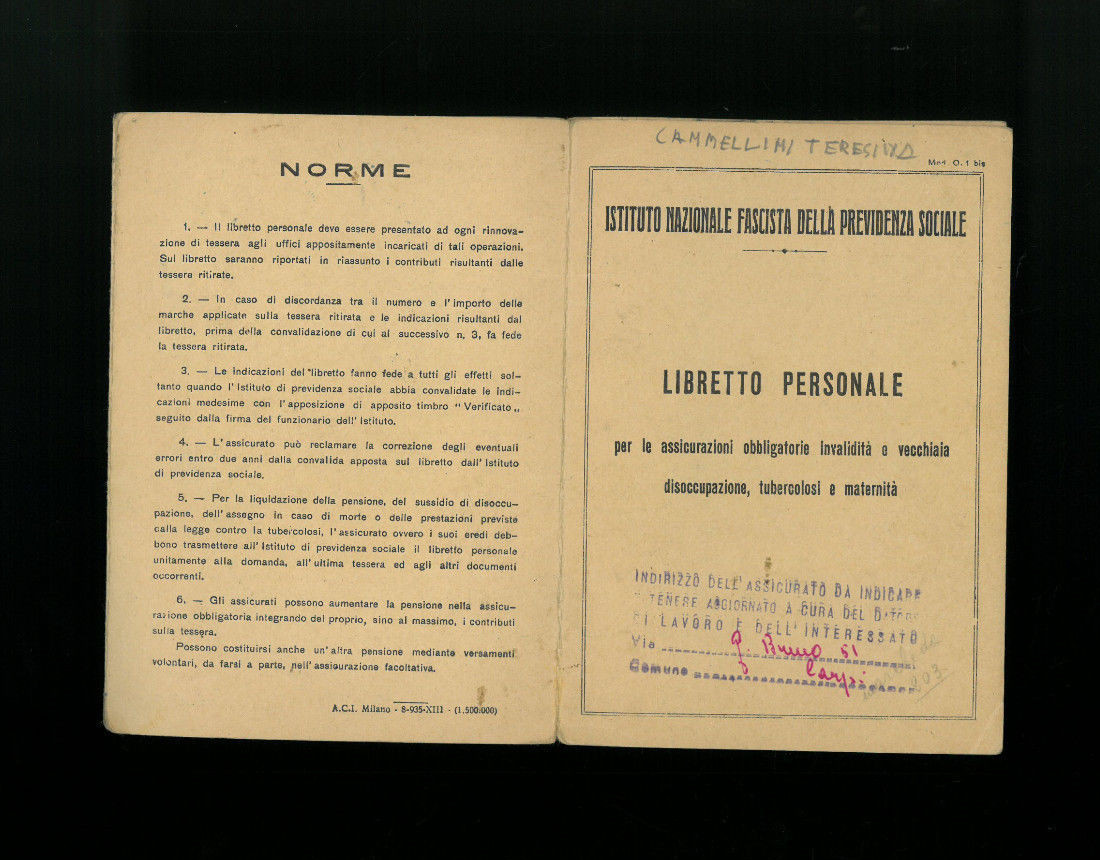 NORME
1. — Il libretto personale deve essere presentato ad ogni rinnova-
zione di tessera agli uffici appositamente incaricati di tali operazioni.
Sul libretto saranno riportati in riassunto i contributi risultanti dalle
tessere ritirate.
2. — In caso di discordanza tra il numero e l'importo delle
marche applicate sulla tessera ritirata e le indicazioni risultanti dal
libretto, prima della convalidazione di cui al successivo n. 3, fa fede
la tessera ritirata.
3. — Le indicazioni del libretto fanno fede a tutti gli effetti sol-
tanto quando l'Istituto di previdenza sociale abbia convalidate le indi-
cazioni medesime con l'apposizione di apposito timbro "Verificato„
seguito dalla firma del funzionario dell'Istituto.
4. — L'assicurato può reclamare la correzione degli eventuali
errori entro due anni dalla convalida apposta sul libretto dall'Istituto
di previdenza sociale.
5. — Per la liquidazione della pensione, del sussidio di disoccu-
pazione, dell'assegno in caso di morte o delle prestazioni previste
dalla legge contro la tubercolosi, l'assicurato ovvero i suoi eredi deb-
bono trasmettere all'Istituto di previdenza sociale il libretto personale
unitamente alla domanda, all'ultima tessera ed agli altri documenti
occorrenti.
6. — Gli assicurati possono aumentare la pensione nella assicu-
razione obbligatoria integrando del proprio, sino al massimo, i contributi
sulla tessera.
Possono costituirsi anche un'altra pensione mediante versamenti
volontari, da farsi a parte, nell'assicurazione facoltativa.
A.C.I. Milano - 8-935-XIII - (1.500.000)
CAMMELLINI TERESINA
Mod. O. 1 bis
ISTITUTO NAZIONALE FASCISTA DELLA PREVIDENZA SOCIALE
LIBRETTO PERSONALE
per le assicurazioni obbligatorie invalidità e vecchiaia
disoccupazione, tubercolosi e maternità
INDIRIZZO DELL'ASSICURATO DA INDICARE
TENERE AGGIORNATO A CURA DEL DATORE
DI LAVORO E DELL'INTERESSATO
Via G. Bruno 51
Comune Carpi
203